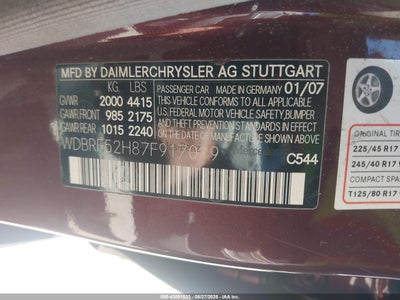 MFD BY DAIMLERCHRYSLER AG STUTTGART
KG. LBS
GVWR 2000 4415
GAWR FRONT 985 2175
GAWR REAR 1015 2240
PASSENGER CAR MADE IN GERMANY 01/07
THIS VEHICLE CONFORMS TO ALL APPLICABLE
U.S. FEDERAL MOTOR VEHICLE SAFETY, BUMPER
AND THEFT PREVENTION STANDARDS IN
EFFECT ON THE DATE OF MANUFACTURE
SHOWN ABOVE.
C544
ORIGINAL TIR
225/45 R17
245/40 R17
COMPACT SPA
T125/80 R17